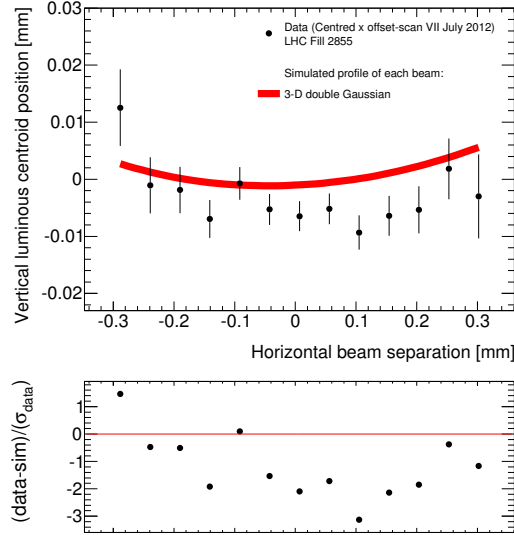 Vertical luminous centroid position [mm]
0.03
0.02
0.01
0
-0.01
-0.02
Data (Centred x offset-scan VII July 2012)
LHC Fill 2855
Simulated profile of each beam:
3-D double Gaussian
-0.3 -0.2 -0.1 0 0.1 0.2 0.3
Horizontal beam separation [mm]
(data-sim)/(σdata)
1
0
-1
-2
-3